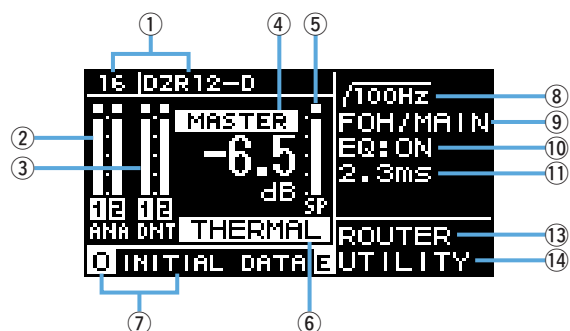 ① ④ ⑤
16 DZR12-D
MASTER
-6.5
dB
② ③
1 2 1 2 SP
ANA DNT THERMAL
0 INITIAL DATA E
⑦ ⑥
/100Hz ⑧
FOH/MAIN ⑨
EQ:ON ⑩
2.3ms ⑪
ROUTER ⑬
UTILITY ⑭